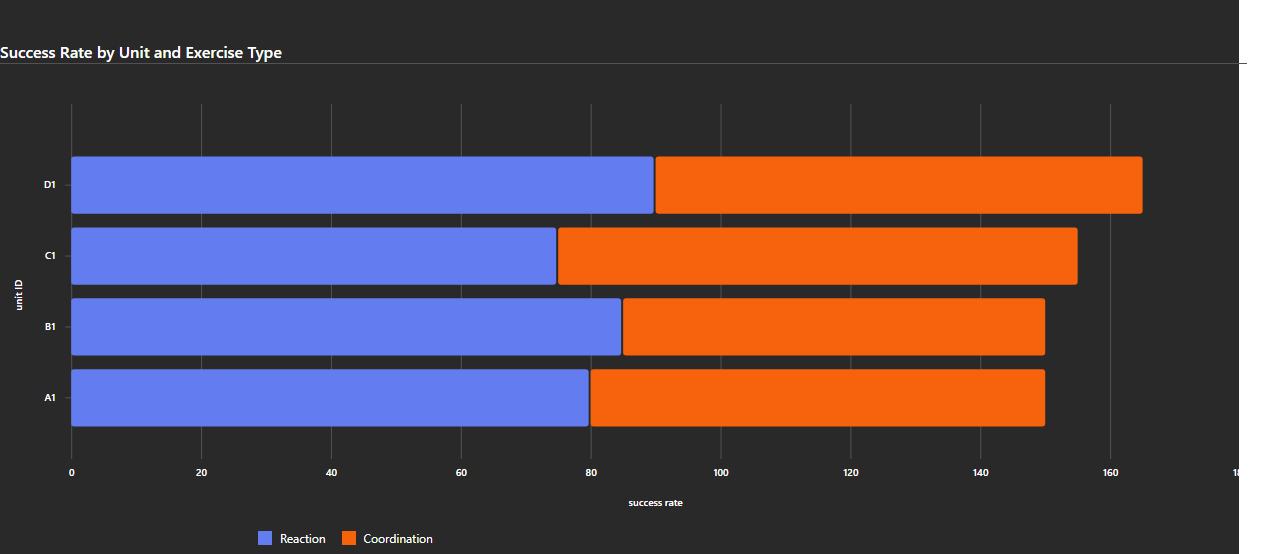 Success Rate by Unit and Exercise Type
D1
C1
B1
A1
unit ID
0 20 40 60 80 100 120 140 160
success rate
Reaction Coordination